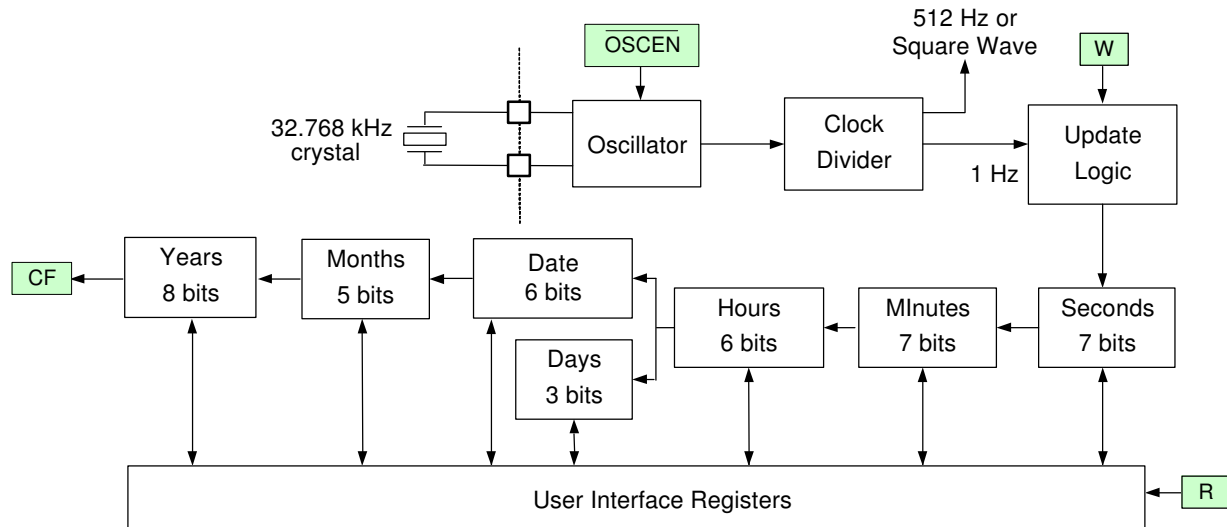 512 Hz or
Square Wave
OSCEN
W
32.768 kHz
crystal
Oscillator
Clock
Divider
1 Hz
Update
Logic
CF
Years
8 bits
Months
5 bits
Date
6 bits
Days
3 bits
Hours
6 bits
MInutes
7 bits
Seconds
7 bits
User Interface Registers
R